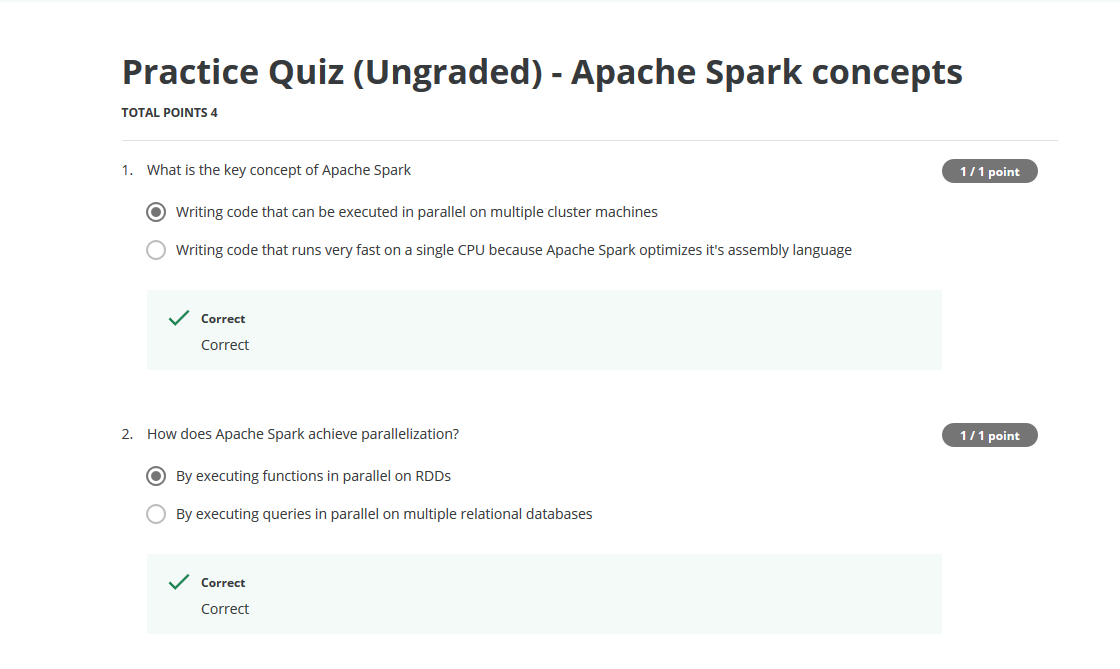 Practice Quiz (Ungraded) - Apache Spark concepts
TOTAL POINTS 4
1. What is the key concept of Apache Spark
1 / 1 point
Writing code that can be executed in parallel on multiple cluster machines
Writing code that runs very fast on a single CPU because Apache Spark optimizes it's assembly language
Correct
Correct
2. How does Apache Spark achieve parallelization?
1 / 1 point
By executing functions in parallel on RDDs
By executing queries in parallel on multiple relational databases
Correct
Correct